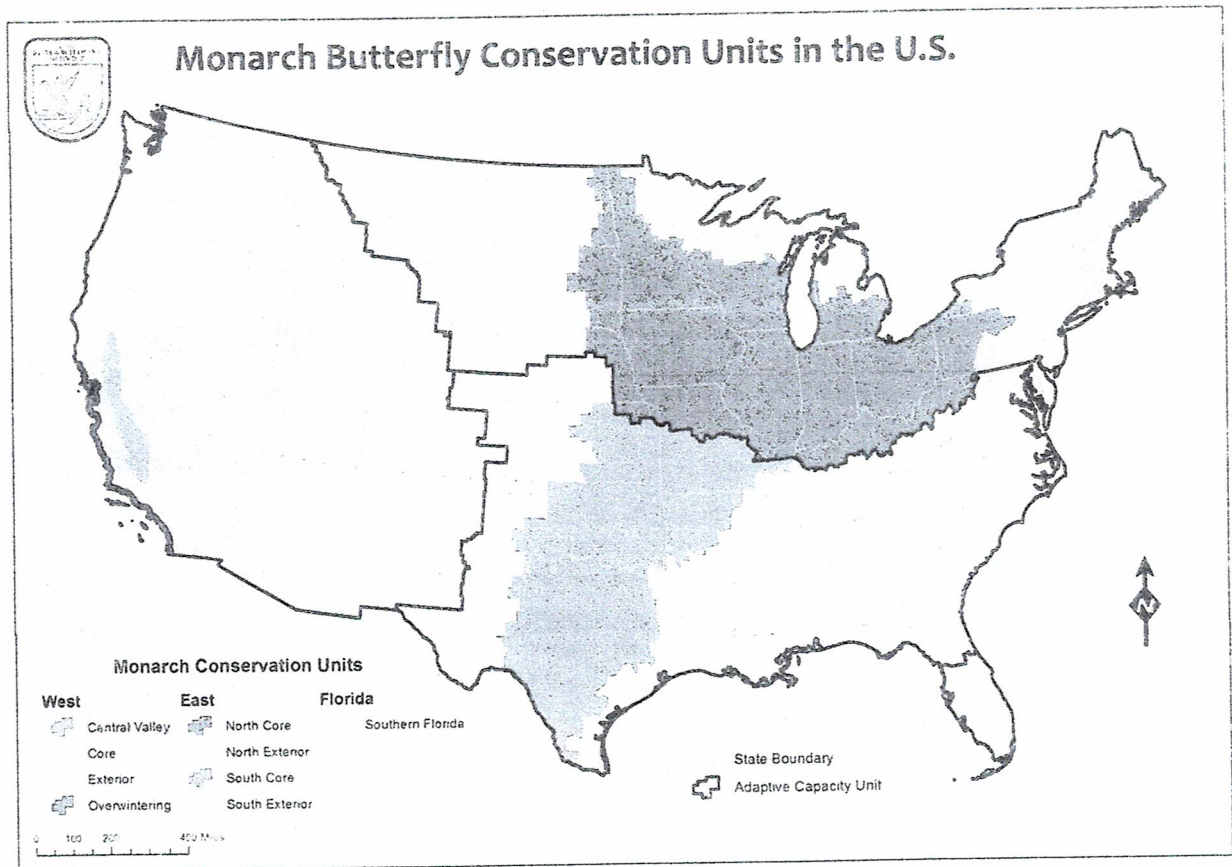 Monarch Butterfly Conservation Units in the U.S.
N
Monarch Conservation Units
West
Central Valley
Core
Exterior
Overwintering
East
North Core
North Exterior
South Core
South Exterior
Florida
Southern Florida
State Boundary
Adaptive Capacity Unit
0 100 200 400 Miles